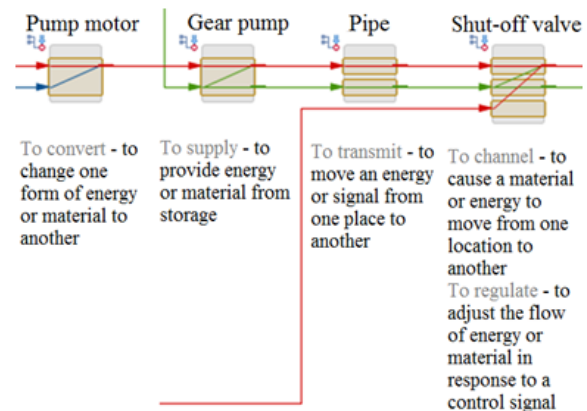 Pump motor
Gear pump
Pipe
Shut-off valve
To convert - to
change one
form of energy
or material to
another
To supply - to
provide energy
or material from
storage
To transmit - to
move an energy
or signal from
one place to
another
To channel - to
cause a material
or energy to
move from one
location to
another
To regulate - to
adjust the flow
of energy or
material in
response to a
control signal